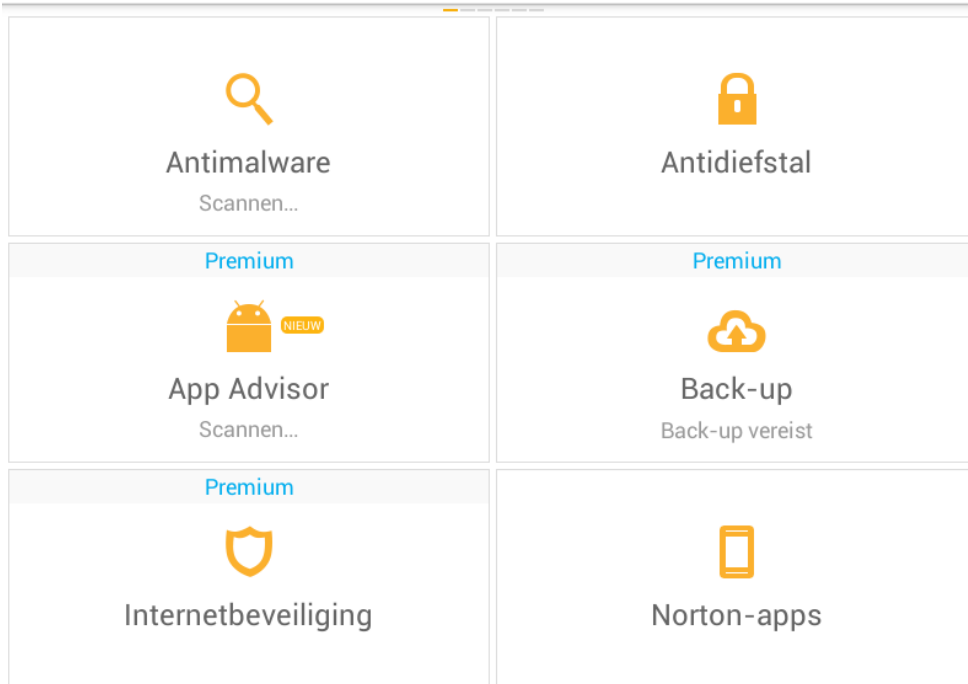 Antimalware
Scannen...
Antidiefstal
Premium
NIEUW
App Advisor
Scannen...
Premium
Back-up
Back-up vereist
Premium
Internetbeveiliging
Norton-apps